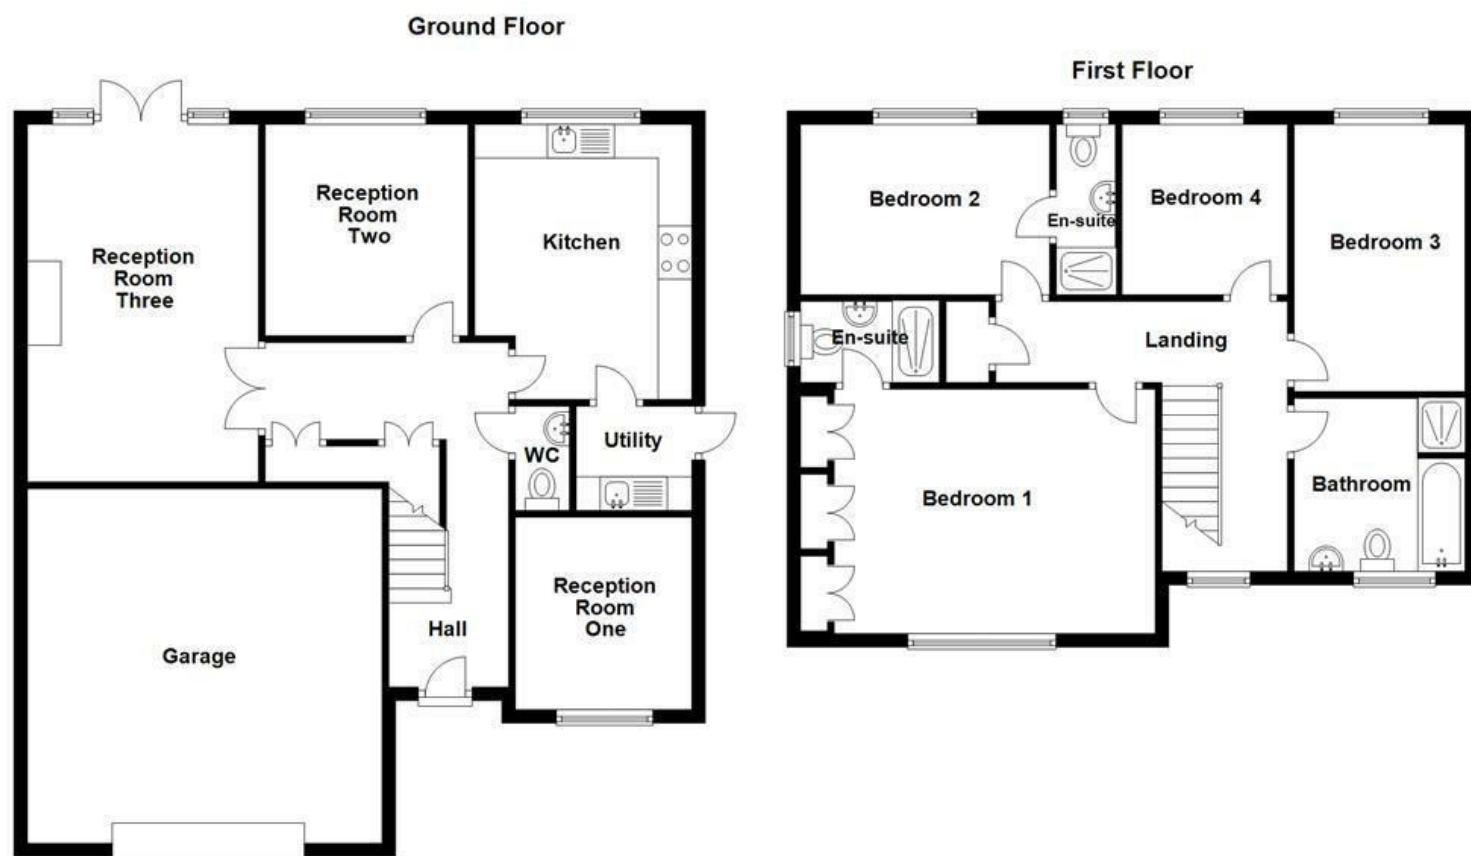 Ground Floor
Reception
Room
Three
Reception
Room
Two
Kitchen
WC
Utility
Reception
Room
One
Hall
Garage
First Floor
Bedroom 2
En-suite
Bedroom 4
Bedroom 3
En-suite
Landing
Bedroom 1
Bathroom